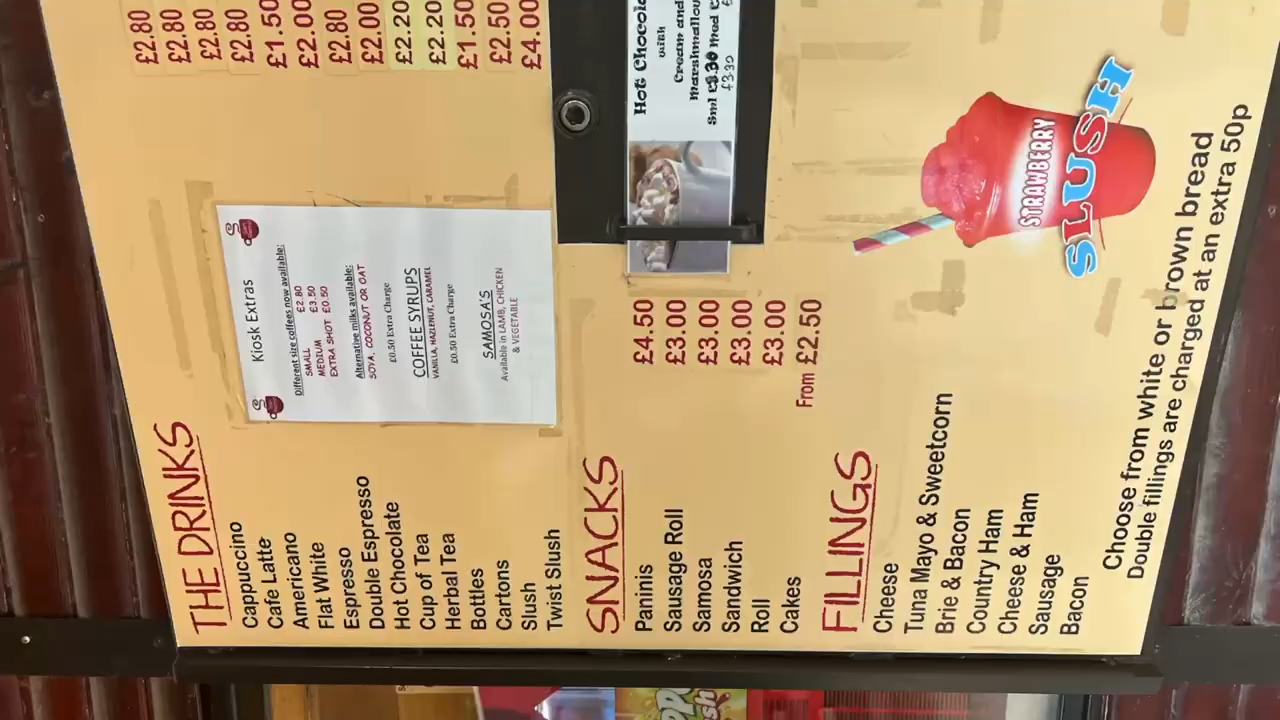 THE DRINKS
Cappuccino £2.80
Cafe Latte £2.80
Americano £2.80
Flat White £2.80
Espresso £1.50
Double Espresso £2.00
Hot Chocolate £2.80
Cup of Tea £2.00
Herbal Tea £2.20
Bottles £2.20
Cartons £1.50
Slush £2.50
Twist Slush £4.00
Kiosk Extras
Different size coffees now available:
SMALL £2.80
MEDIUM £3.50
EXTRA SHOT £0.50
Alternative milks available:
SOYA, COCONUT OR OAT
£0.50 Extra Charge
COFFEE SYRUPS
VANILLA, HAZLENUT, CARAMEL
£0.50 Extra Charge
SAMOSA'S
Available in LAMB, CHICKEN
& VEGETABLE
Hot Chocol
with
Cream and
Marshmallo
Sml £3.30 Med
£3.30
SNACKS
Paninis £4.50
Sausage Roll £3.00
Samosa £3.00
Sandwich £3.00
Roll £3.00
Cakes From £2.50
FILLINGS
Cheese
Tuna Mayo & Sweetcorn
Brie & Bacon
Country Ham
Cheese & Ham
Sausage
Bacon
STRAWBERRY
SLUSH
Choose from white or brown bread
Double fillings are charged at an extra 50p